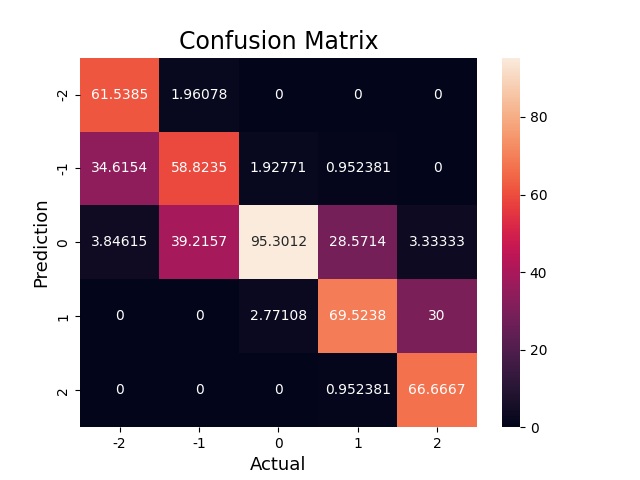 Confusion Matrix
-2 61.5385 1.96078 0 0 0
-1 34.6154 58.8235 1.92771 0.952381 0
0 3.84615 39.2157 95.3012 28.5714 3.33333
1 0 0 2.77108 69.5238 30
2 0 0 0 0.952381 66.6667
-2 -1 0 1 2
Prediction
Actual
80
60
40
20
0